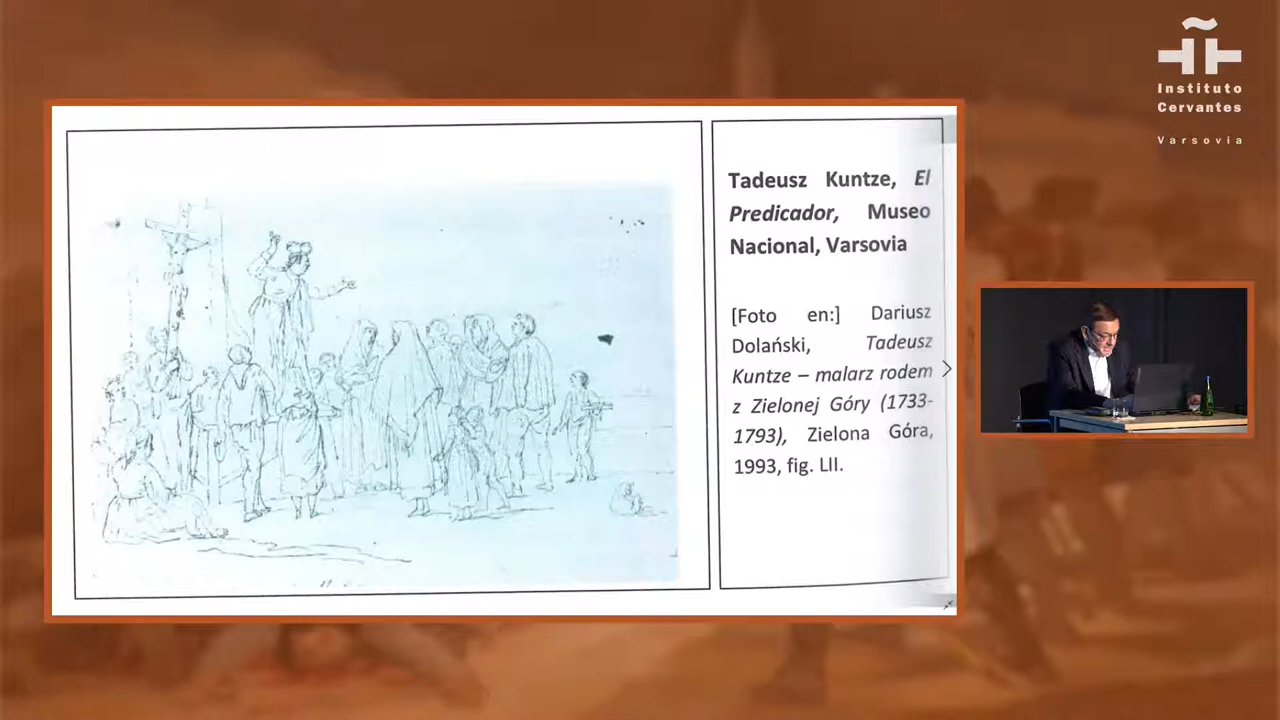 Instituto
Cervantes
Varsovia
Tadeusz Kuntze, El
Predicador, Museo
Nacional, Varsovia
[Foto en:] Dariusz
Dolański, Tadeusz
Kuntze – malarz rodem
z Zielonej Góry (1733-
1793), Zielona Góra,
1993, fig. LII.